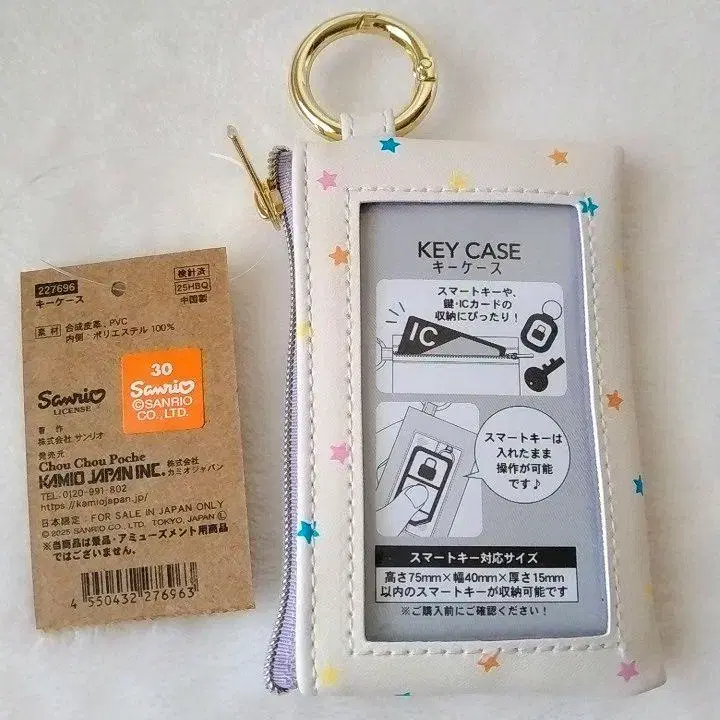 227696
キーケース
検針済
25HBQ
中国製
素材 合成皮革、PVC
内側:ポリエステル 100%
Sanrio
LICENSE
30
Sanrio
©SANRIO
CO., LTD.
著 作
株式会社 サンリオ
発売元
Chou Chou Poche
KAMIO JAPAN INC. 株式会社
カミオジャパン
TEL.0120-991-802
https://kamiojapan.jp/
日本限定:FOR SALE IN JAPAN ONLY
© 2025 SANRIO CO., LTD. TOKYO, JAPAN Ⓛ
※当商品は景品・アミューズメント用商品
ではございません。
4 550432 276963
KEY CASE
キーケース
スマートキーや、
鍵・ICカードの
収納にぴったり!
IC
スマートキーは
入れたまま
操作が可能
です♪
スマートキー対応サイズ
高さ75mm×幅40mm×厚さ15mm
以内のスマートキーが収納可能です
※ご購入前にご確認ください!